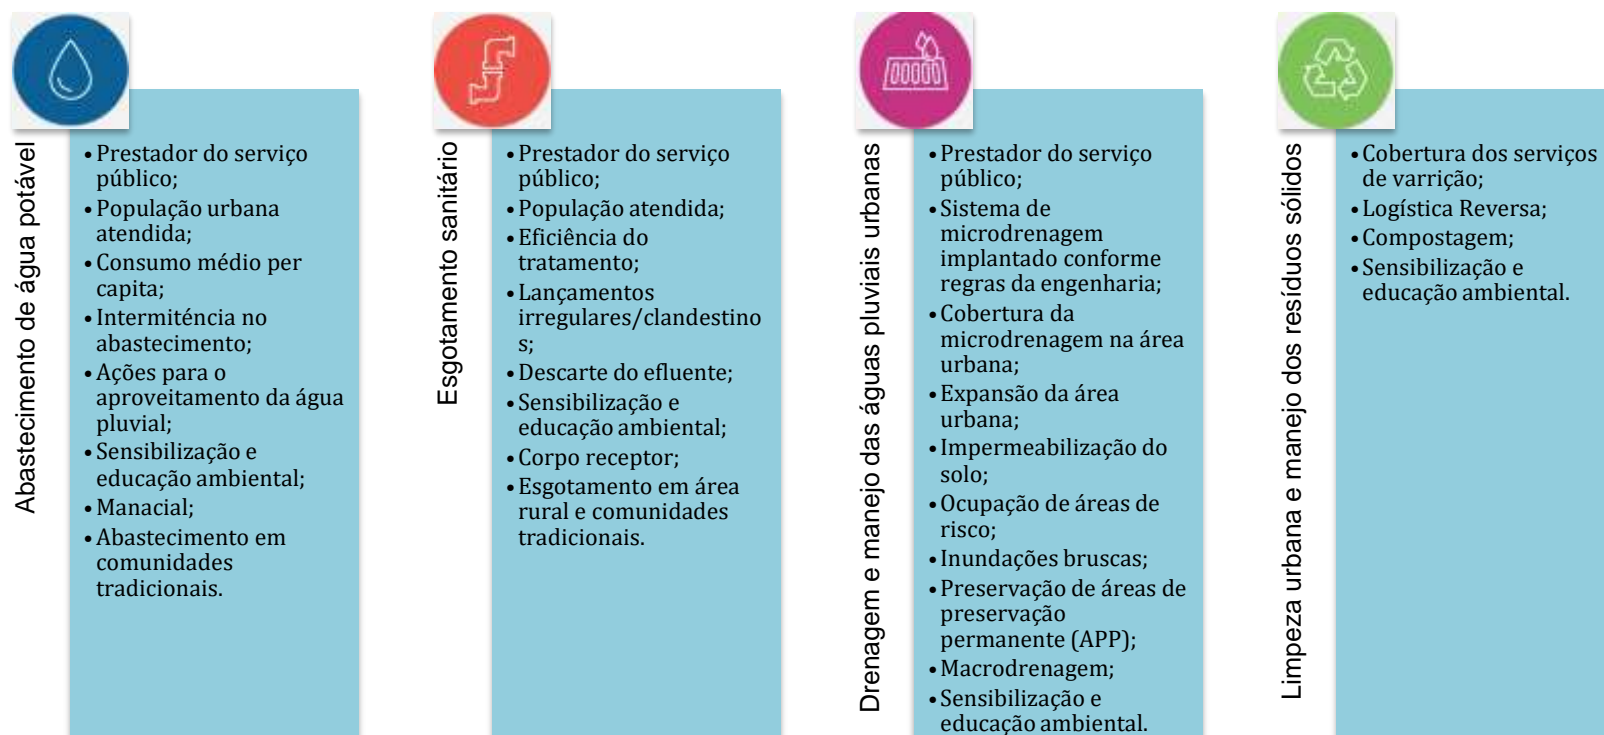 Abastecimento de água potável
•Prestador do serviço
público;
•População urbana
atendida;
•Consumo médio per
capita;
•Intermiténcia no
abastecimento;
•Ações para o
aproveitamento da água
pluvial;
•Sensibilização e
educação ambiental;
•Manacial;
•Abastecimento em
comunidades
tradicionais.
Esgotamento sanitário
•Prestador do serviço
público;
•População atendida;
•Eficiência do
tratamento;
•Lançamentos
irregulares/clandestino
s;
•Descarte do efluente;
•Sensibilização e
educação ambiental;
•Corpo receptor;
•Esgotamento em área
rural e comunidades
tradicionais.
Drenagem e manejo das águas pluviais urbanas
•Prestador do serviço
público;
•Sistema de
microdrenagem
implantado conforme
regras da engenharia;
•Cobertura da
microdrenagem na área
urbana;
•Expansão da área
urbana;
•Impermeabilização do
solo;
•Ocupação de áreas de
risco;
•Inundações bruscas;
•Preservação de áreas de
preservação
permanente (APP);
•Macrodrenagem;
•Sensibilização e
educação ambiental.
Limpeza urbana e manejo dos resíduos sólidos
•Cobertura dos serviços
de varrição;
•Logística Reversa;
•Compostagem;
•Sensibilização e
educação ambiental.